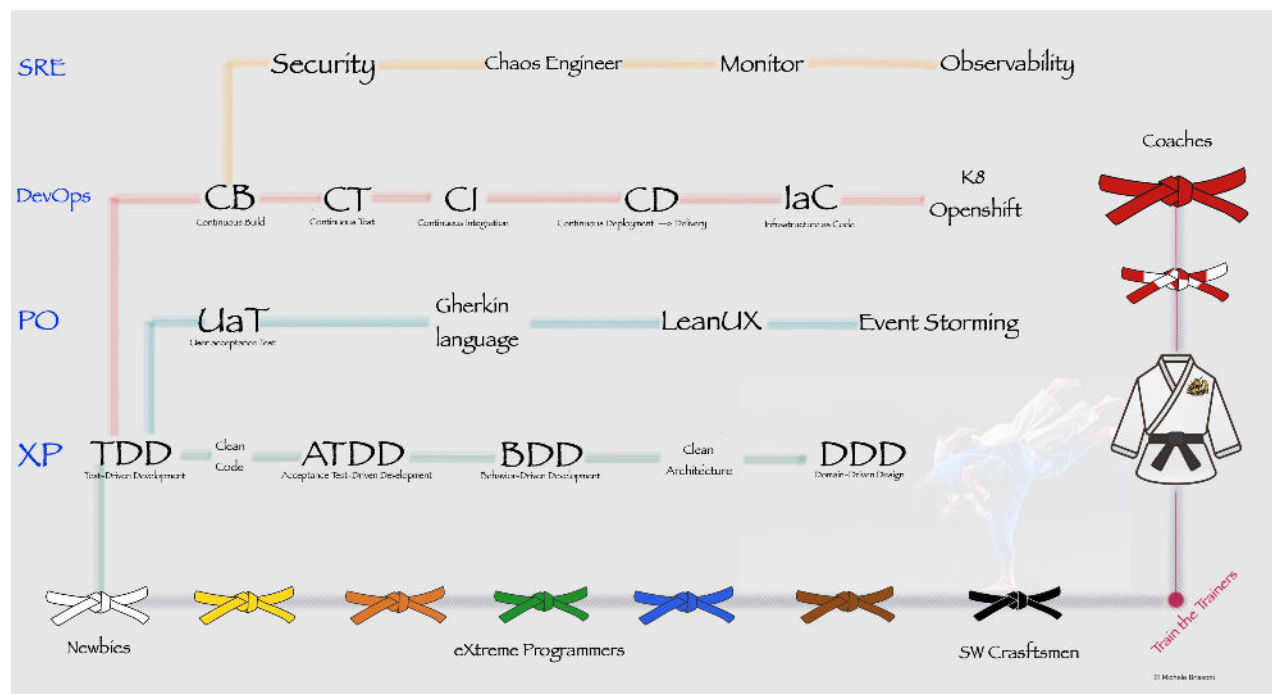 SRE
Security
Chaos Engineer
Monitor
Observability
Coaches
DevOps
CB
Continuous Build
CT
Continuous Test
CI
Continuous Integration
CD
Continuous Deployment --> Delivery
IaC
Infrastructure as Code
K8
Openshift
PO
UaT
User acceptance Test
Gherkin
language
LeanUX
Event Storming
XP
TDD
Test-Driven Development
Clean
Code
ATDD
Acceptance Test-Driven Development
BDD
Behavior-Driven Development
Clean
Architecture
DDD
Domain-Driven Design
Newbies
eXtreme Programmers
SW Crasftsmen
Train the Trainers
© Michele Brissoni